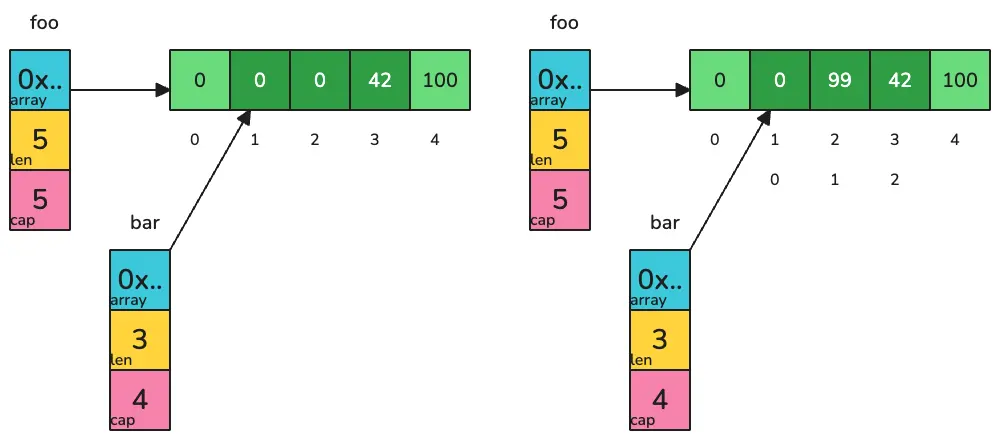 foo
0x..
array
5
len
5
cap
0 0 0 42 100
0 1 2 3 4
bar
0x..
array
3
len
4
cap
foo
0x..
array
5
len
5
cap
0 0 99 42 100
0 1 2 3 4
0 1 2
bar
0x..
array
3
len
4
cap